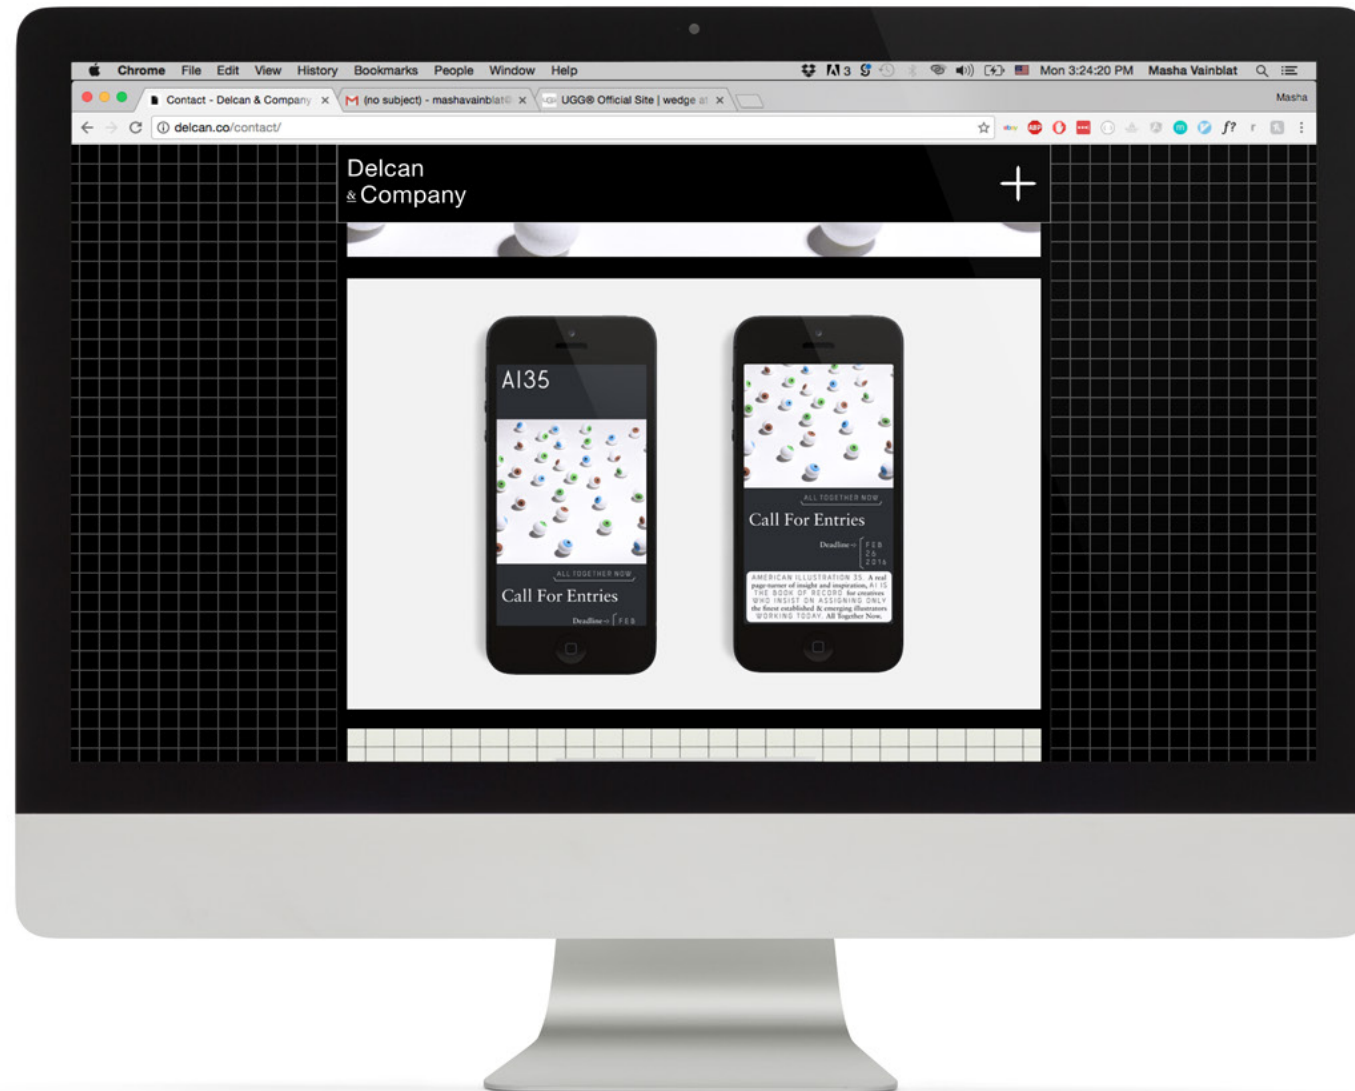 Chrome File Edit View History Bookmarks People Window Help 3 Mon 3:24:20 PM Masha Vainblat
Contact - Delcan & Company × (no subject) - mashavainblat@ × UGG® Official Site | wedge × Masha
delcan.co/contact/ ebay ABP m f? r
Delcan
& Company
AI35
ALL TOGETHER NOW
Call For Entries
Deadline FEB
ALL TOGETHER NOW
Call For Entries
Deadline FEB
26
2016
AMERICAN ILLUSTRATION 35. A real
page-turner of insight and inspiration, AI IS
THE BOOK OF RECORD for creatives
WHO INSIST ON ASSIGNING ONLY
the finest established & emerging illustrators
WORKING TODAY. All Together Now.